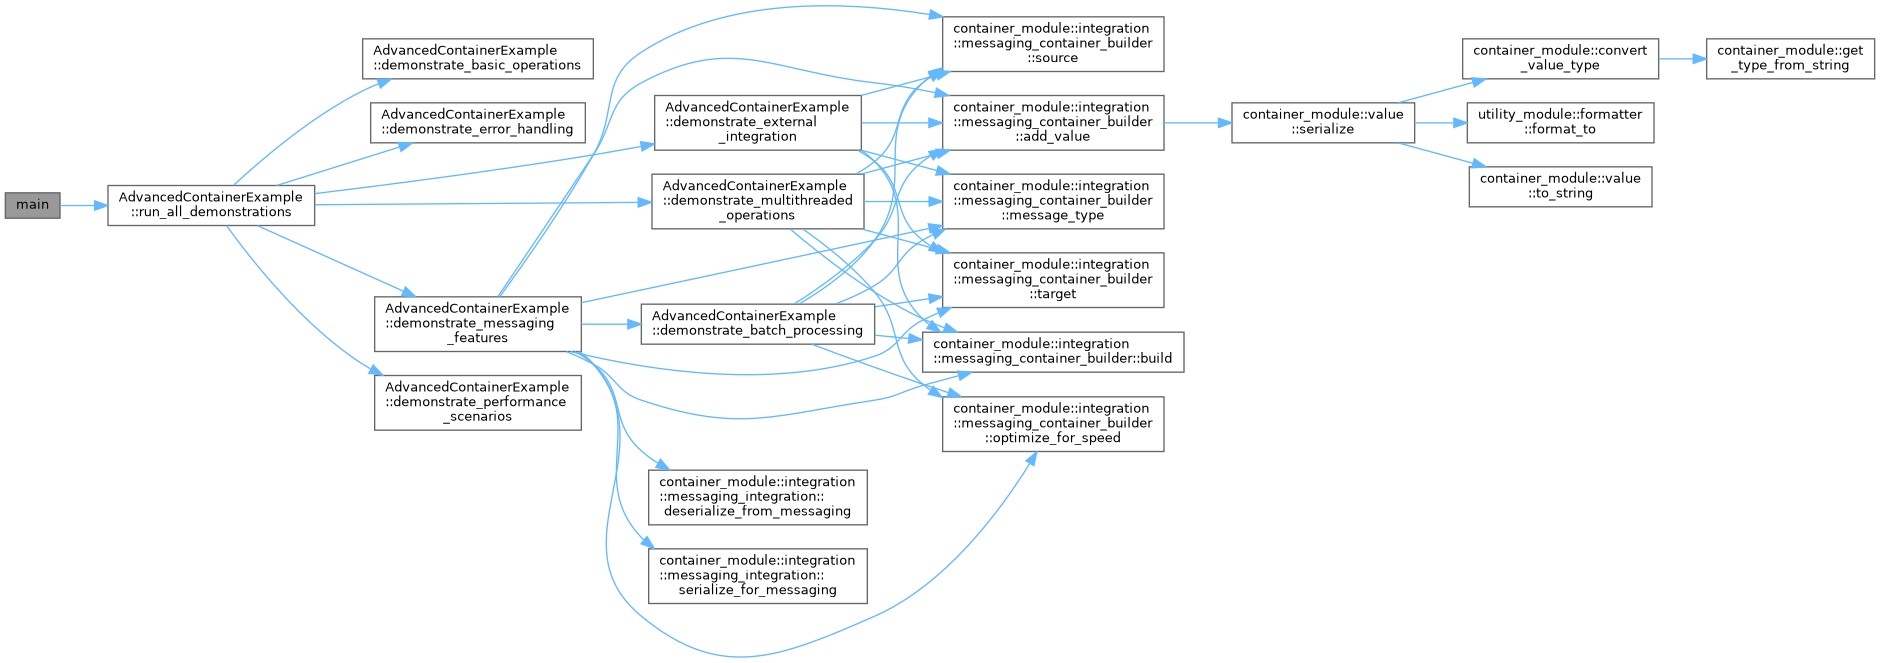 main
AdvancedContainerExample
::run_all_demonstrations
AdvancedContainerExample
::demonstrate_basic_operations
AdvancedContainerExample
::demonstrate_error_handling
AdvancedContainerExample
::demonstrate_messaging
_features
AdvancedContainerExample
::demonstrate_performance
_scenarios
AdvancedContainerExample
::demonstrate_external
_integration
AdvancedContainerExample
::demonstrate_multithreaded
_operations
AdvancedContainerExample
::demonstrate_batch_processing
container_module::integration
::messaging_integration::
deserialize_from_messaging
container_module::integration
::messaging_integration::
serialize_for_messaging
container_module::integration
::messaging_container_builder
::source
container_module::integration
::messaging_container_builder
::add_value
container_module::integration
::messaging_container_builder
::message_type
container_module::integration
::messaging_container_builder
::target
container_module::integration
::messaging_container_builder::build
container_module::integration
::messaging_container_builder
::optimize_for_speed
container_module::value
::serialize
container_module::convert
_value_type
utility_module::formatter
::format_to
container_module::value
::to_string
container_module::get
_type_from_string